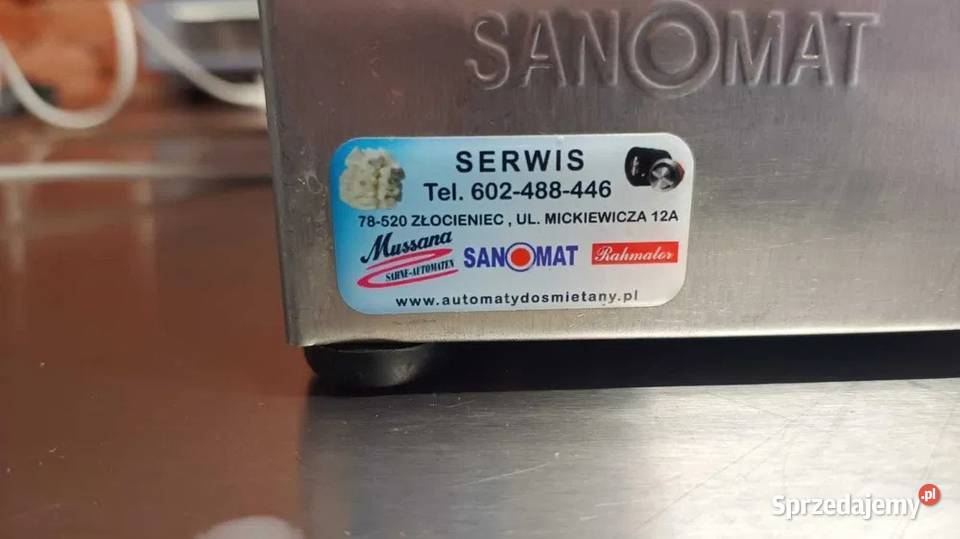 SANOMAT
SERWIS
Tel. 602-488-446
78-520 ZŁOCIENIEC , UL. MICKIEWICZA 12A
Mussana
SAHNE-AUTOMATEN
SANOMAT
Rahmator
www.automatydosmietany.pl
Sprzedajemy.pl